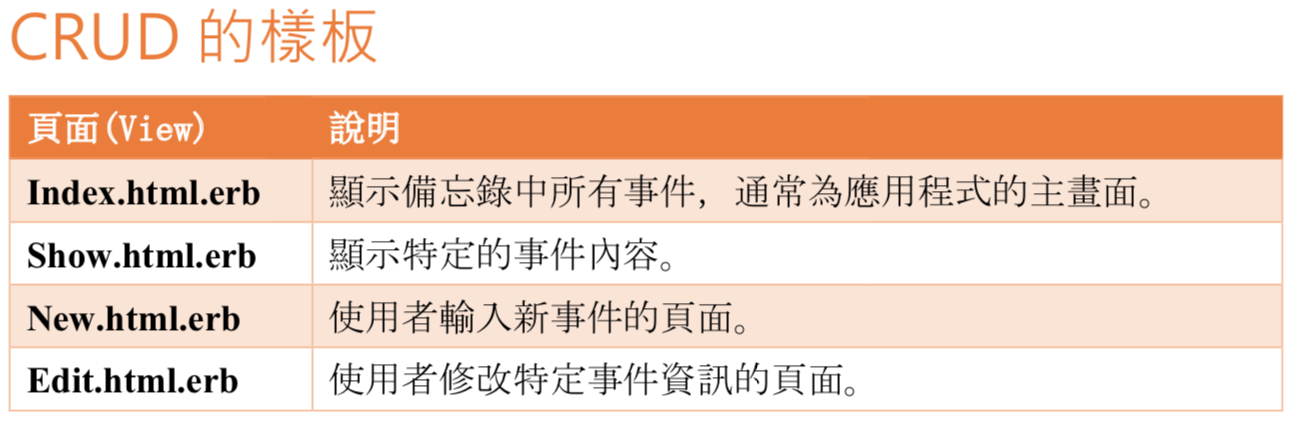 CRUD 的樣板
頁面(View) 說明
Index.html.erb 顯示備忘錄中所有事件，通常為應用程式的主畫面。
Show.html.erb 顯示特定的事件內容。
New.html.erb 使用者輸入新事件的頁面。
Edit.html.erb 使用者修改特定事件資訊的頁面。